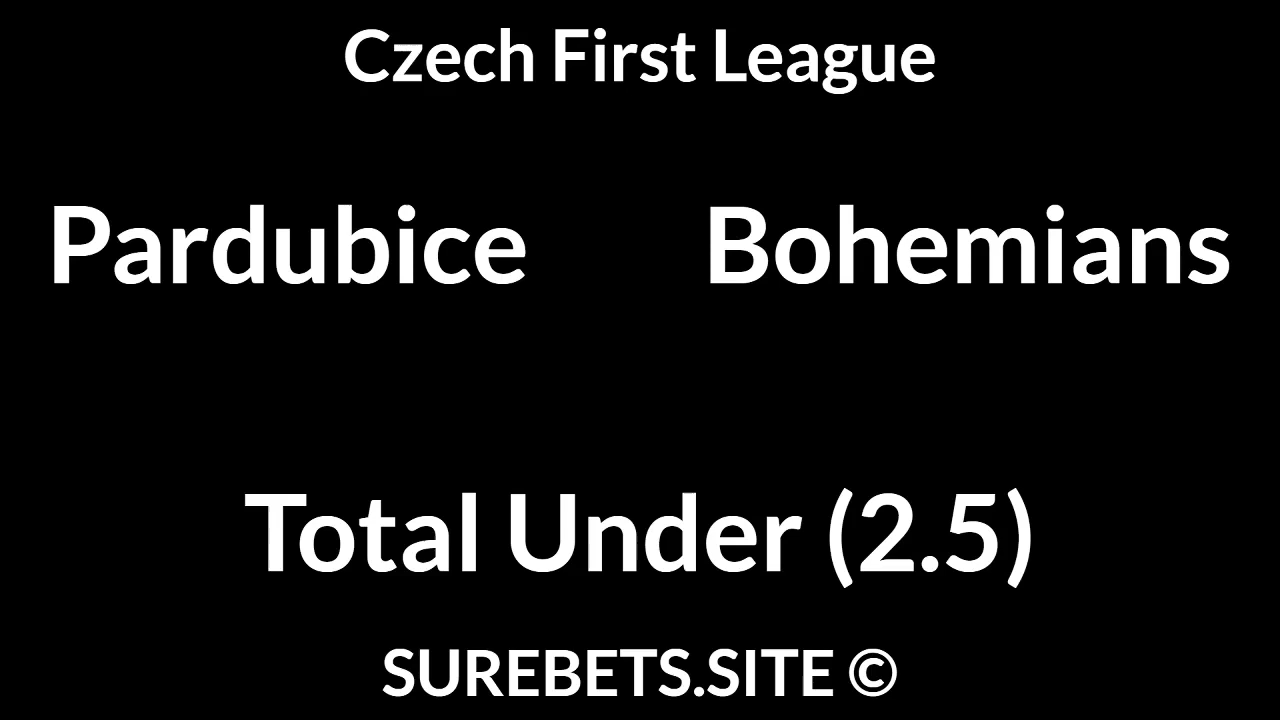 Czech First League
Pardubice Bohemians
Total Under (2.5)
SUREBETS.SITE ©